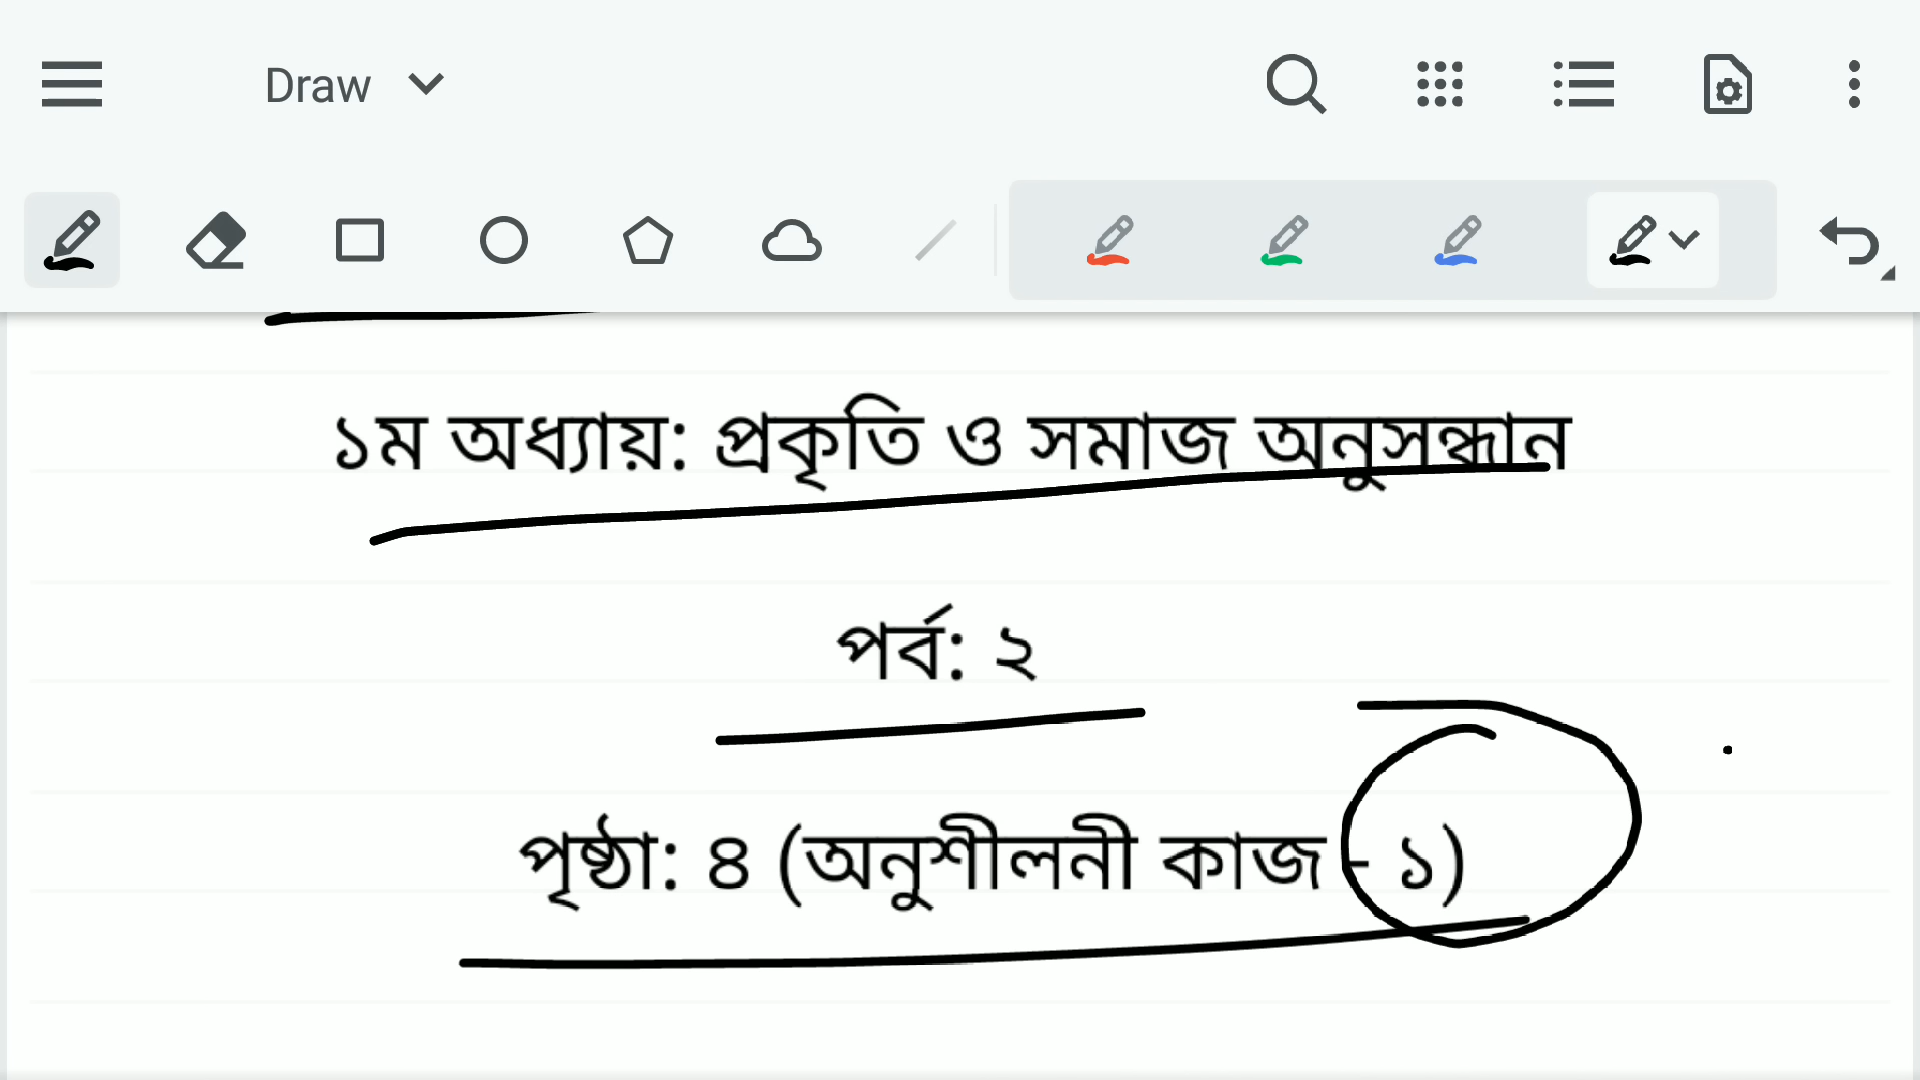 Draw
১ম অধ্যায়: প্রকৃতি ও সমাজ অনুসন্ধান
পর্ব: ২
পৃষ্ঠা: ৪ (অনুশীলনী কাজ - ১)